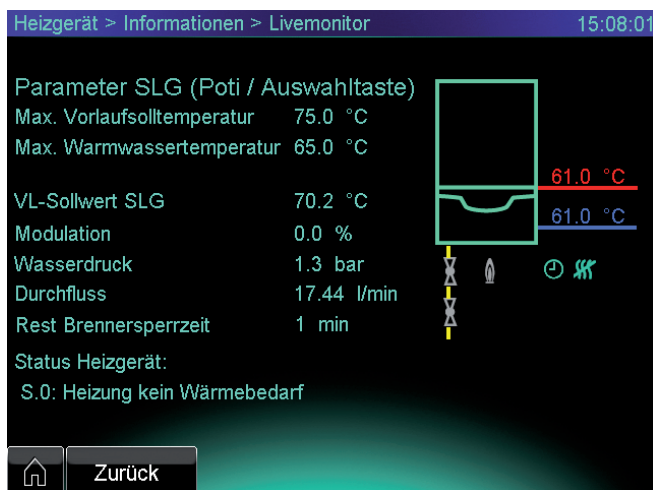 Heizgerät > Informationen > Livemonitor 15:08:01
Parameter SLG (Poti / Auswahltaste)
Max. Vorlaufsolltemperatur 75.0 °C
Max. Warmwassertemperatur 65.0 °C
61.0 °C
VL-Sollwert SLG 70.2 °C
61.0 °C
Modulation 0.0 %
Wasserdruck 1.3 bar
Durchfluss 17.44 l/min
Rest Brennersperrzeit 1 min
Status Heizgerät:
S.0: Heizung kein Wärmebedarf
Zurück